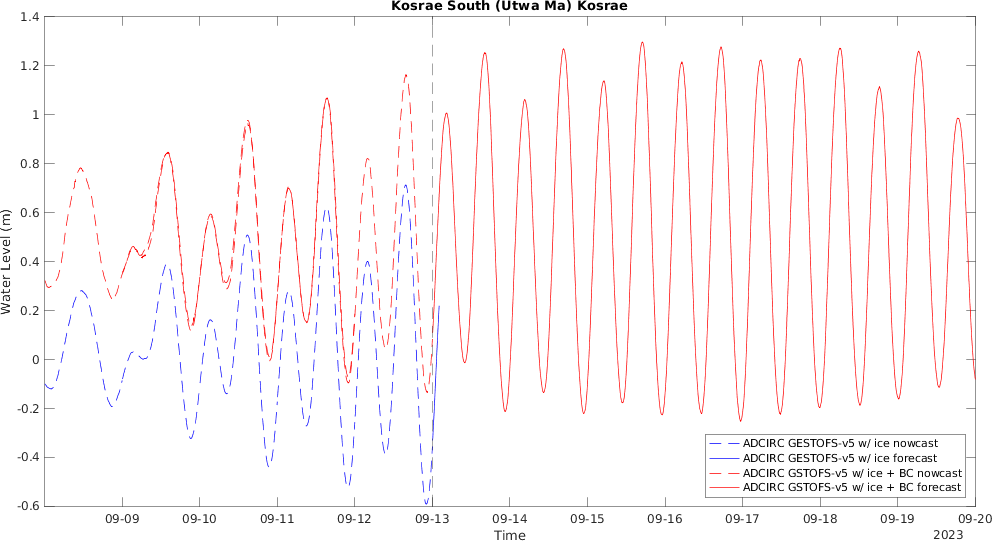 Kosrae South (Utwa Ma) Kosrae
1.4
1.2
1
0.8
0.6
0.4
0.2
0
-0.2
-0.4
-0.6
Water Level (m)
ADCIRC GESTOFS-v5 w/ ice nowcast
ADCIRC GESTOFS-v5 w/ ice forecast
ADCIRC GSTOFS-v5 w/ ice + BC nowcast
ADCIRC GSTOFS-v5 w/ ice + BC forecast
09-09 09-10 09-11 09-12 09-13 09-14 09-15 09-16 09-17 09-18 09-19 09-20
Time
2023